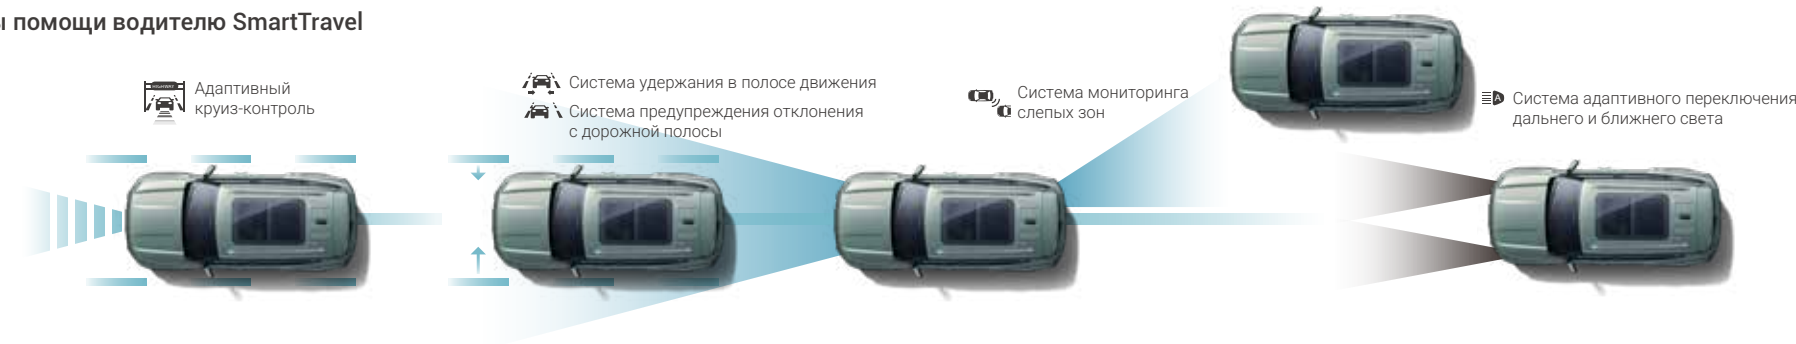 помощи водителю SmartTravel
Адаптивный
круиз-контроль
Система удержания в полосе движения
Система предупреждения отклонения
с дорожной полосы
Система мониторинга
слепых зон
A
Система адаптивного переключения
дальнего и ближнего света